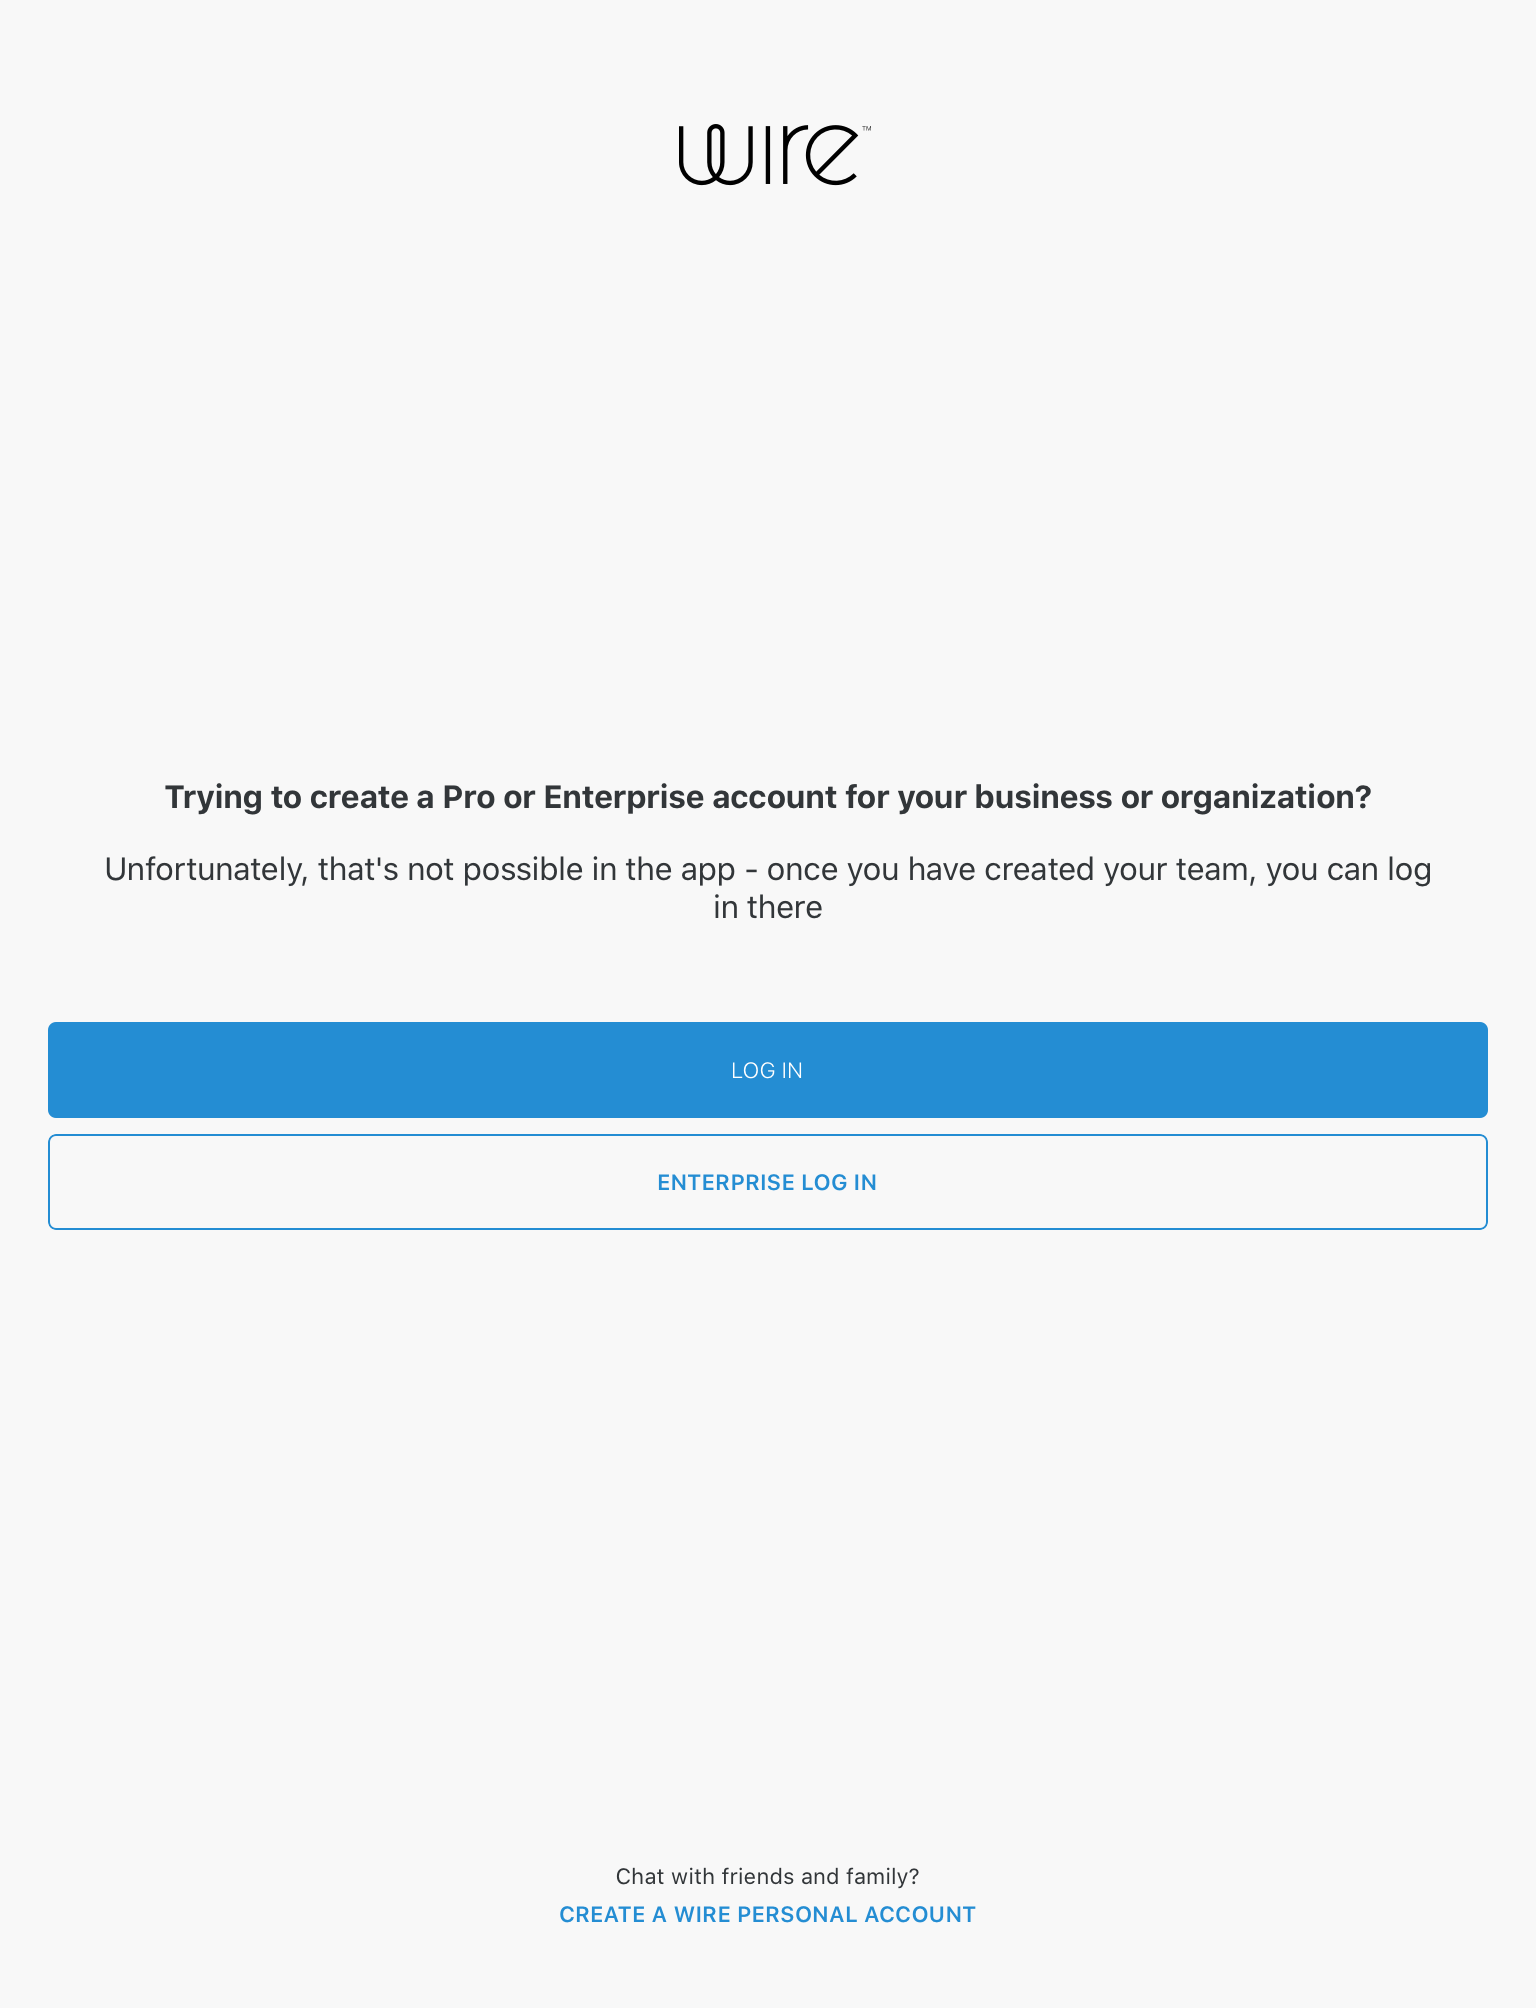 wire™
Trying to create a Pro or Enterprise account for your business or organization?
Unfortunately, that's not possible in the app - once you have created your team, you can log
in there
LOG IN
ENTERPRISE LOG IN
Chat with friends and family?
CREATE A WIRE PERSONAL ACCOUNT